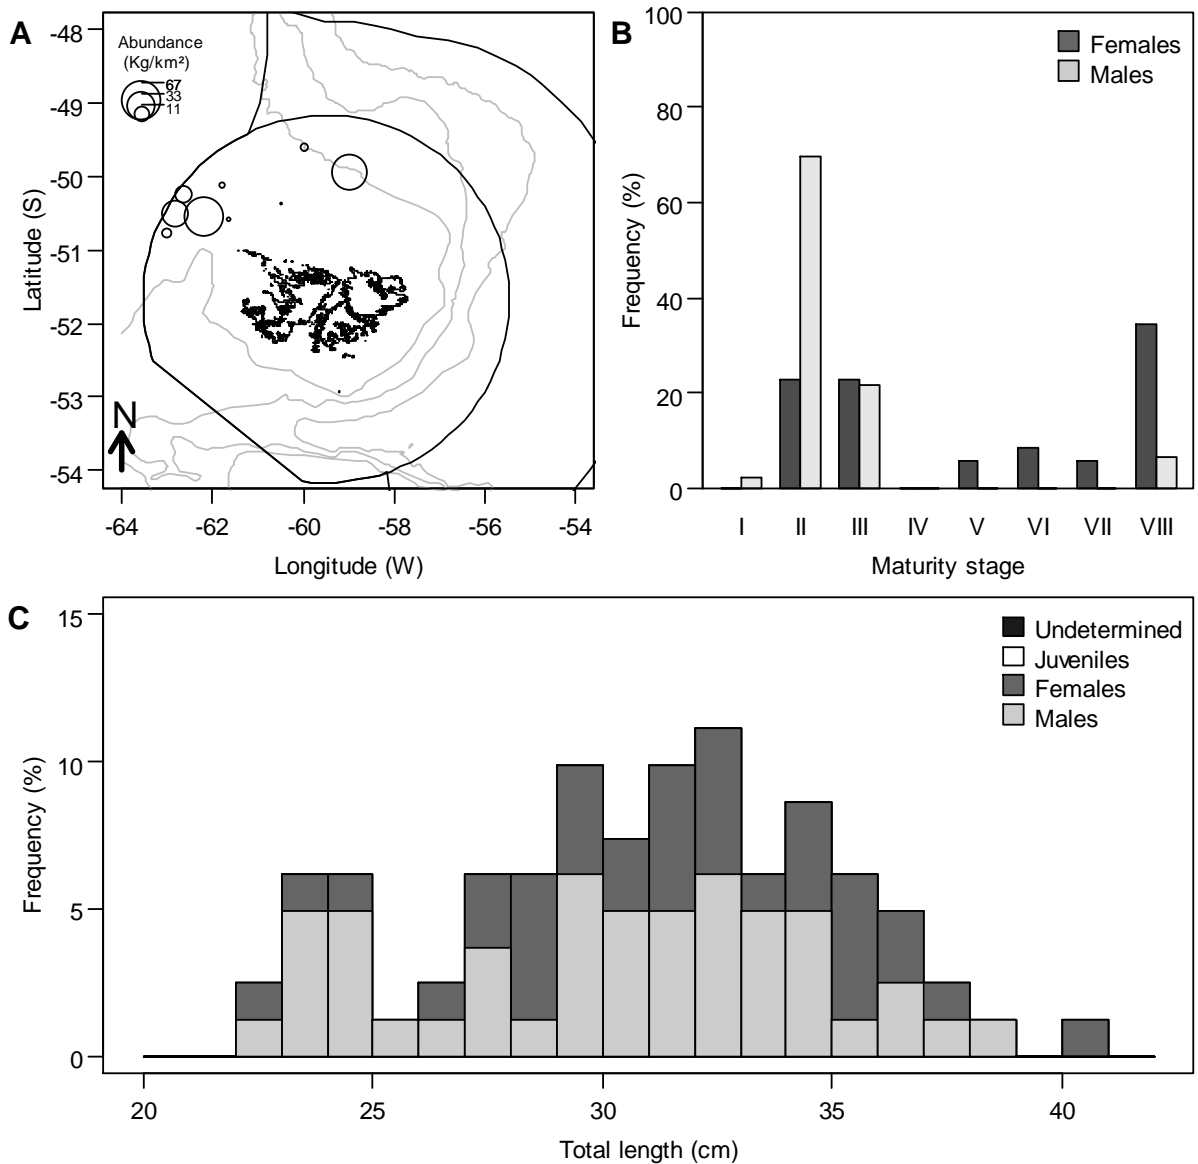 A
Abundance
(Kg/km²)
67
33
11
-48
-49
-50
-51
-52
-53
-54
Latitude (S)
N
-64 -62 -60 -58 -56 -54
Longitude (W)
B
100
80
60
40
20
0
Frequency (%)
Females
Males
I II III IV V VI VII VIII
Maturity stage
C
15
10
5
0
Frequency (%)
Undetermined
Juveniles
Females
Males
20 25 30 35 40
Total length (cm)